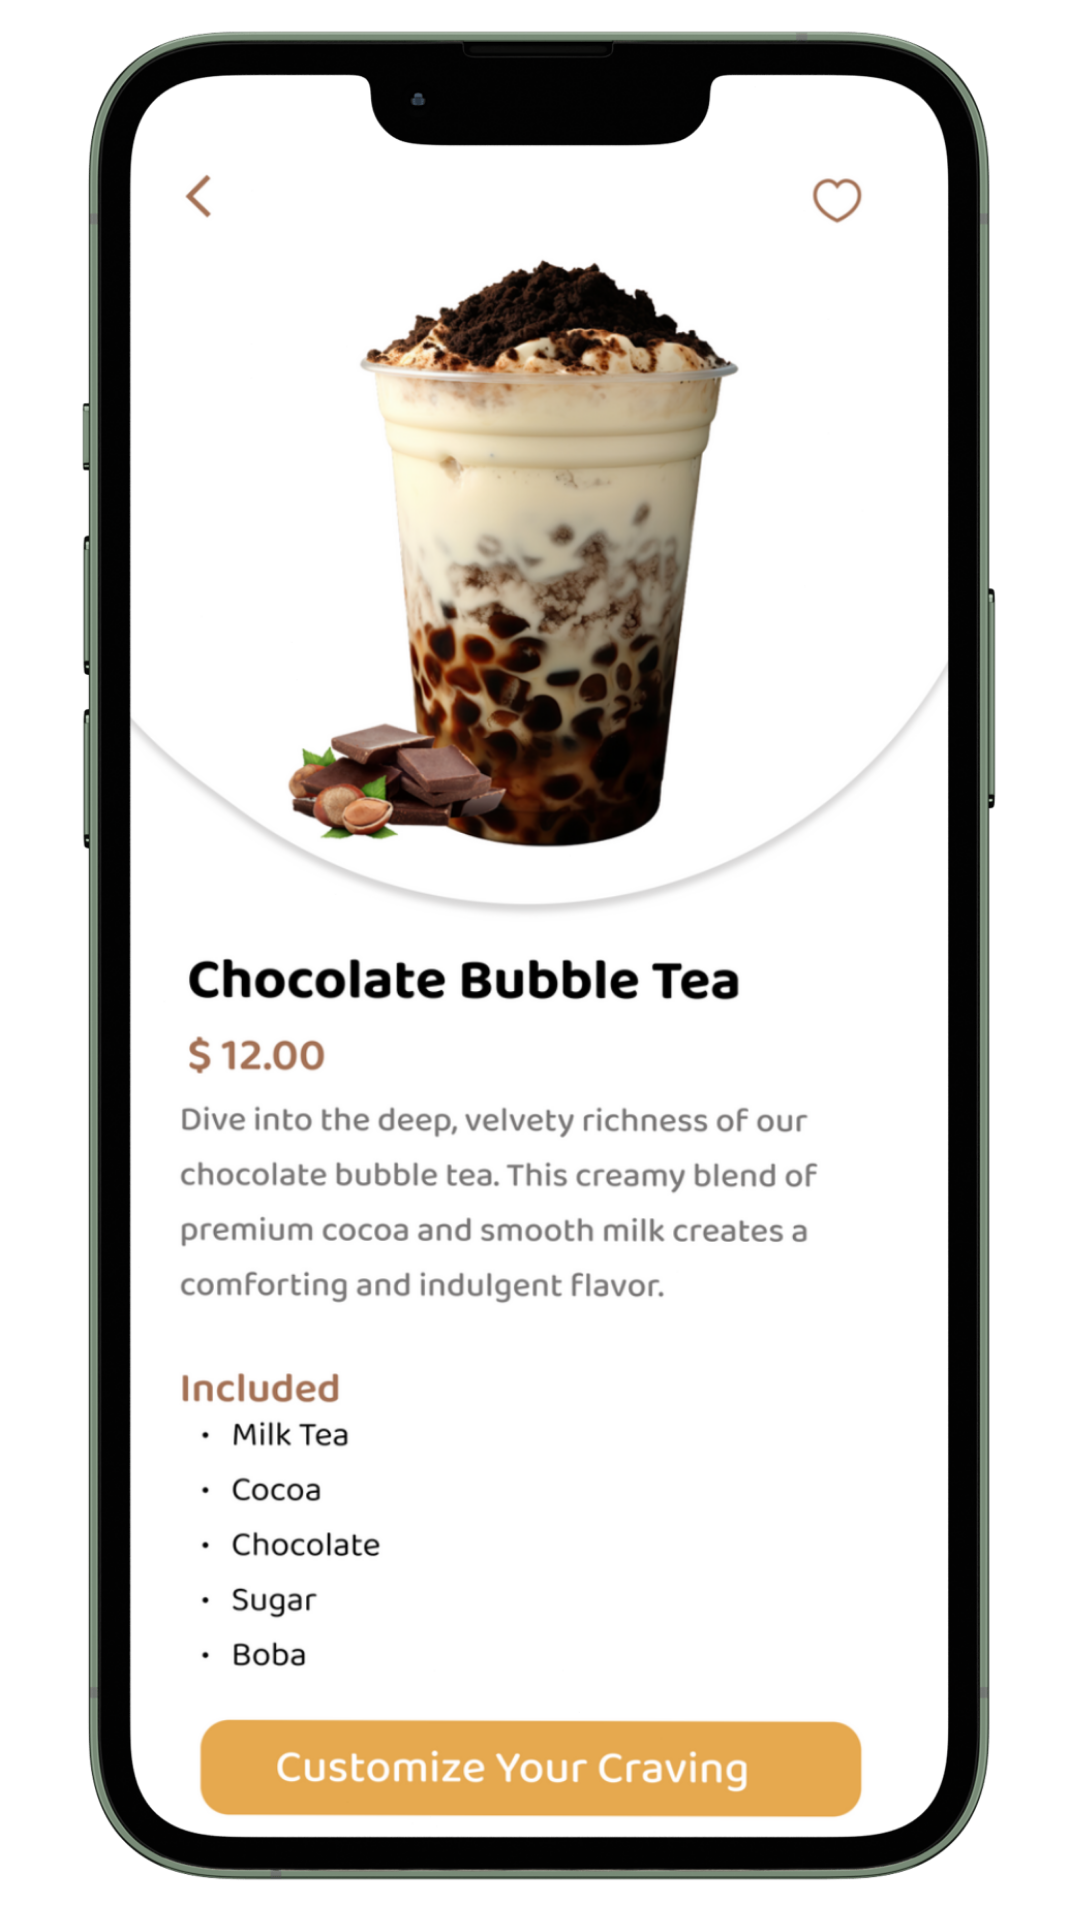 Chocolate Bubble Tea
$ 12.00
Dive into the deep, velvety richness of our
chocolate bubble tea. This creamy blend of
premium cocoa and smooth milk creates a
comforting and indulgent flavor.
Included
• Milk Tea
• Cocoa
• Chocolate
• Sugar
• Boba
Customize Your Craving